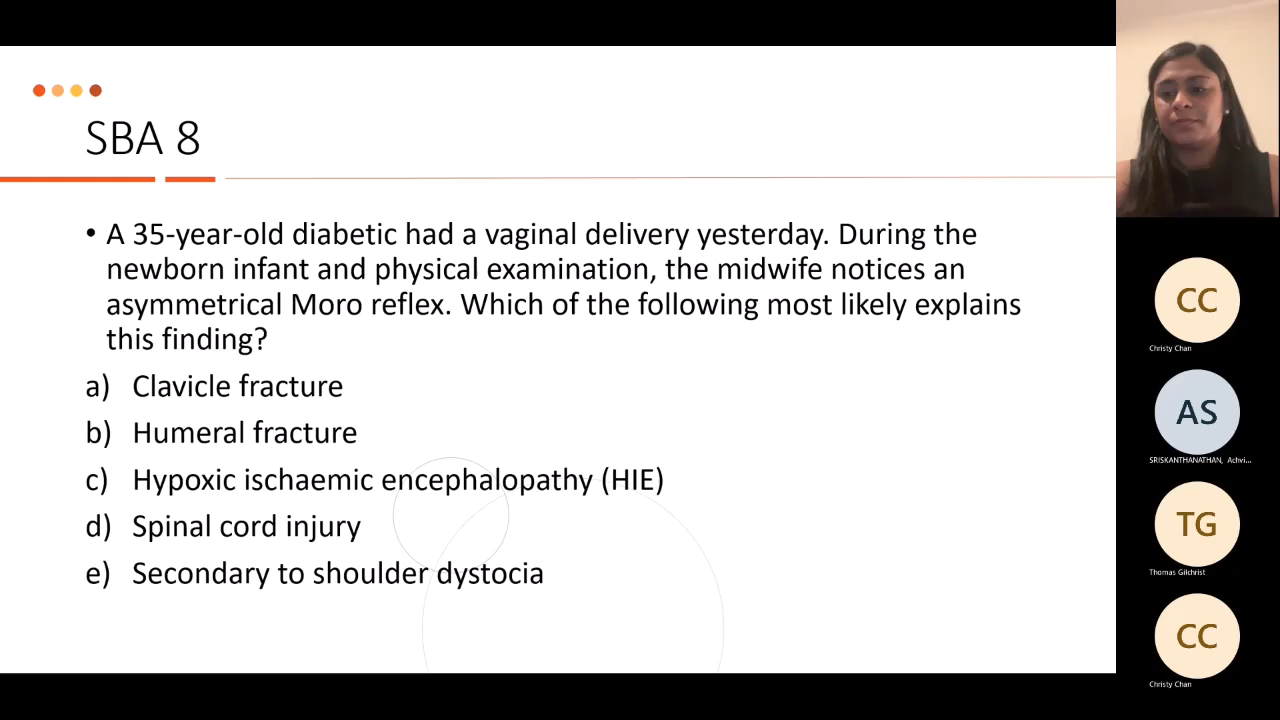 SBA 8
• A 35-year-old diabetic had a vaginal delivery yesterday. During the
newborn infant and physical examination, the midwife notices an
asymmetrical Moro reflex. Which of the following most likely explains
this finding?
a) Clavicle fracture
b) Humeral fracture
c) Hypoxic ischaemic encephalopathy (HIE)
d) Spinal cord injury
e) Secondary to shoulder dystocia
CC
Christy Chan
AS
SRISKANTHANATHAN, Achvi...
TG
Thomas Gilchrist
CC
Christy Chan